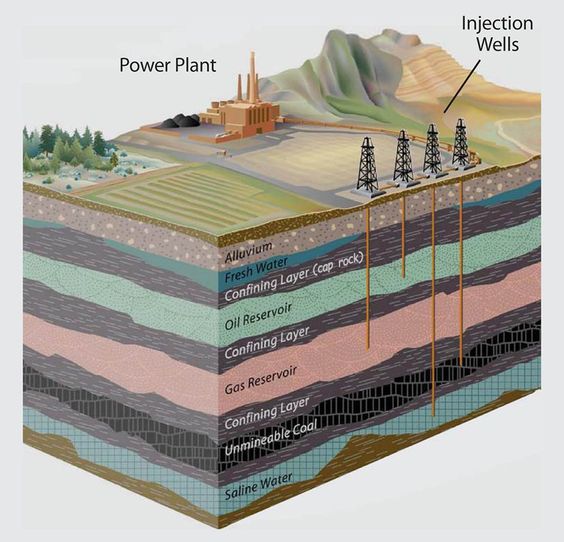 Injection
Wells
Power Plant
Alluvium
Fresh Water
Confining Layer (cap rock)
Oil Reservoir
Confining Layer
Gas Reservoir
Confining Layer
Unmineable Coal
Saline Water